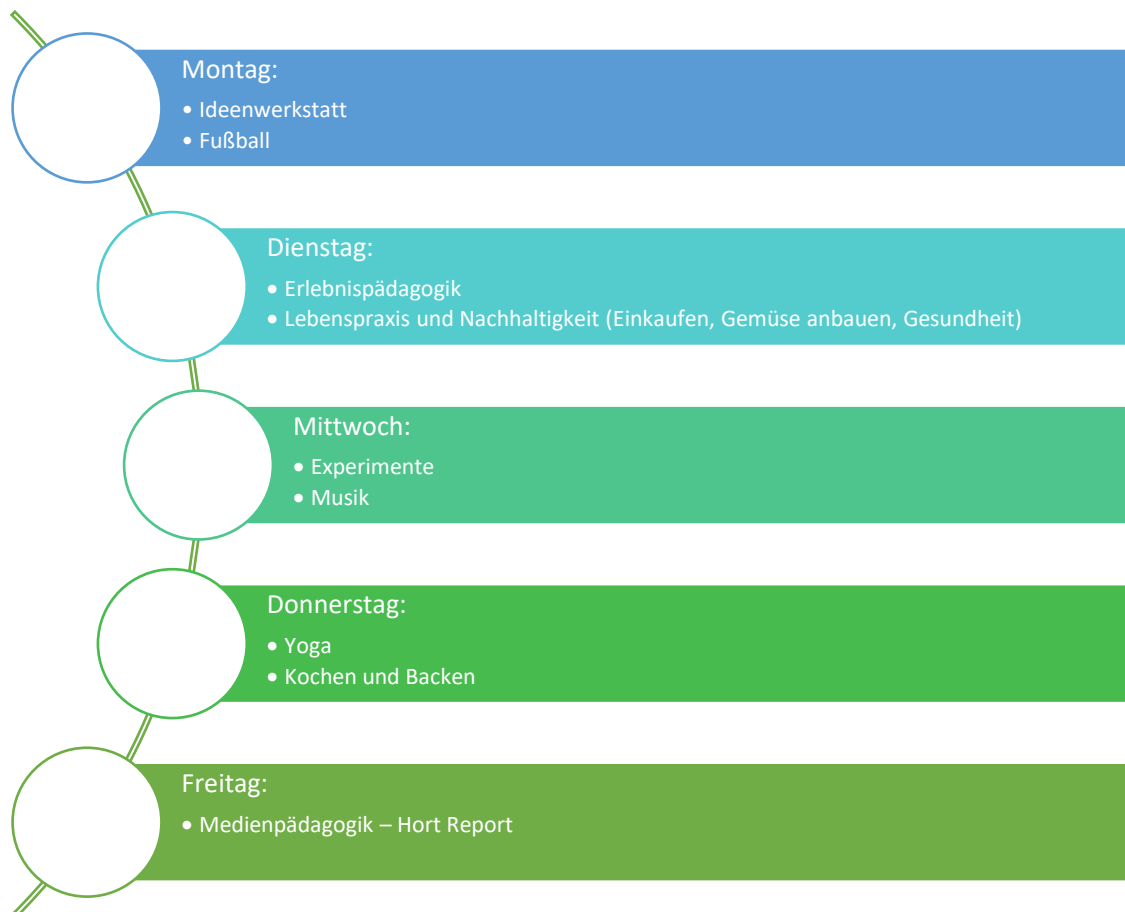 Montag:
• Ideenwerkstatt
• Fußball
Dienstag:
• Erlebnispädagogik
• Lebenspraxis und Nachhaltigkeit (Einkaufen, Gemüse anbauen, Gesundheit)
Mittwoch:
• Experimente
• Musik
Donnerstag:
• Yoga
• Kochen und Backen
Freitag:
• Medienpädagogik – Hort Report